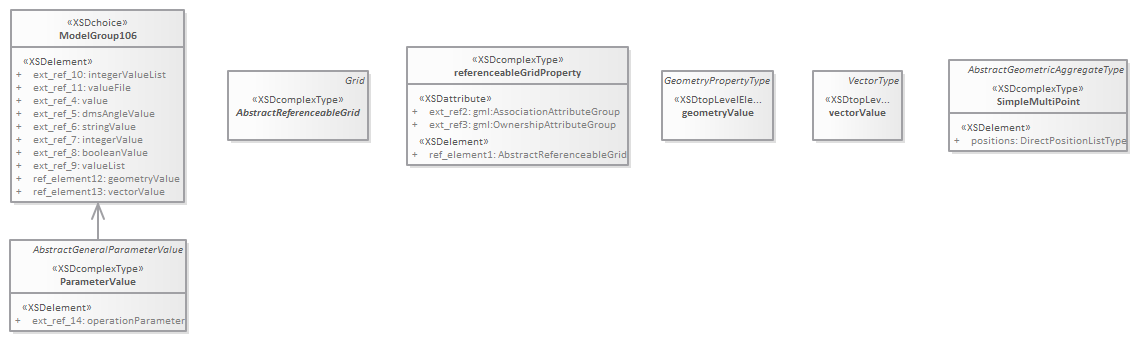 «XSDchoice»
ModelGroup106
«XSDelement»
+ ext_ref_10: integerValueList
+ ext_ref_11: valueFile
+ ext_ref_4: value
+ ext_ref_5: dmsAngleValue
+ ext_ref_6: stringValue
+ ext_ref_7: integerValue
+ ext_ref_8: booleanValue
+ ext_ref_9: valueList
+ ref_element12: geometryValue
+ ref_element13: vectorValue
AbstractGeneralParameterValue
«XSDcomplexType»
ParameterValue
«XSDelement»
+ ext_ref_14: operationParameter
Grid
«XSDcomplexType»
AbstractReferenceableGrid
«XSDcomplexType»
referenceableGridProperty
«XSDattribute»
+ ext_ref2: gml:AssociationAttributeGroup
+ ext_ref3: gml:OwnershipAttributeGroup
«XSDelement»
+ ref_element1: AbstractReferenceableGrid
GeometryPropertyType
«XSDtopLevelEle...
geometryValue
VectorType
«XSDtopLev...
vectorValue
AbstractGeometricAggregateType
«XSDcomplexType»
SimpleMultiPoint
«XSDelement»
+ positions: DirectPositionListType